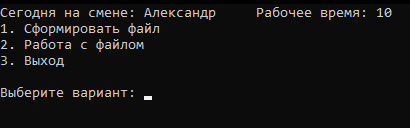 Сегодня на смене: Александр     Рабочее время: 10
1. Сформировать файл
2. Работа с файлом
3. Выход
Выберите вариант: